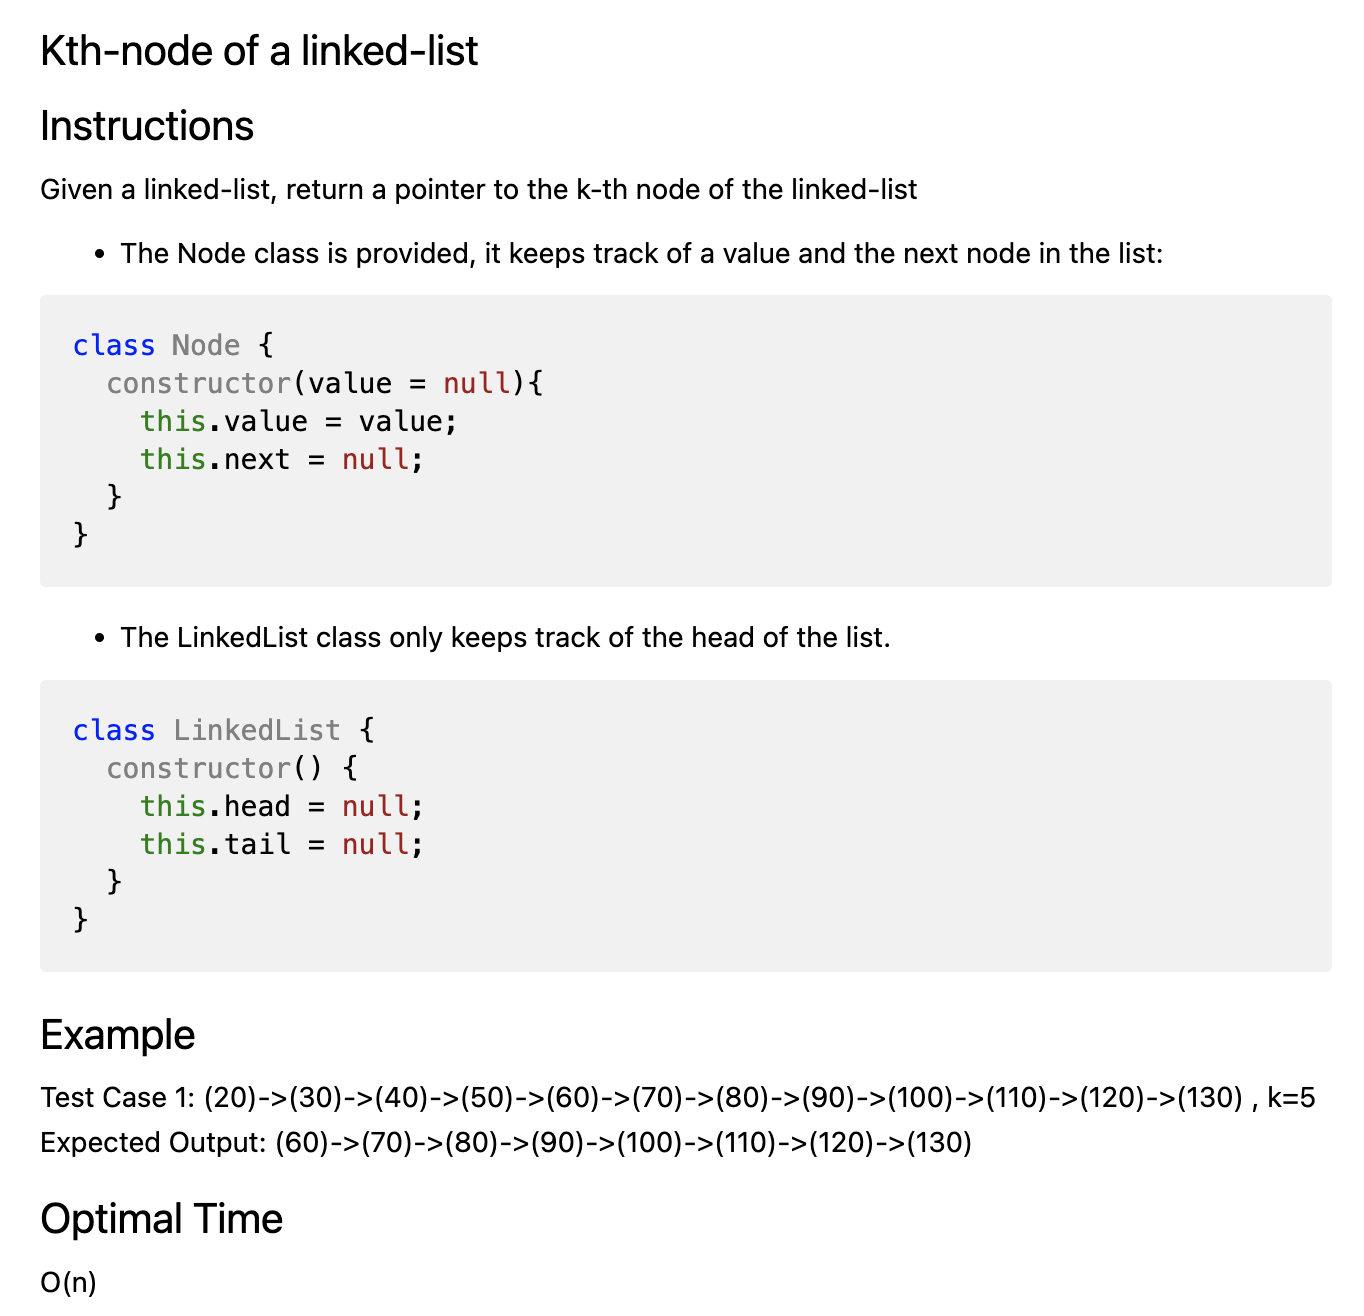 Kth-node of a linked-list
Instructions
Given a linked-list, return a pointer to the k-th node of the linked-list
• The Node class is provided, it keeps track of a value and the next node in the list:
class Node {
  constructor(value = null){
    this.value = value;
    this.next = null;
  }
}
• The LinkedList class only keeps track of the head of the list.
class LinkedList {
  constructor() {
    this.head = null;
    this.tail = null;
  }
}
Example
Test Case 1: (20)->(30)->(40)->(50)->(60)->(70)->(80)->(90)->(100)->(110)->(120)->(130) , k=5
Expected Output: (60)->(70)->(80)->(90)->(100)->(110)->(120)->(130)
Optimal Time
O(n)